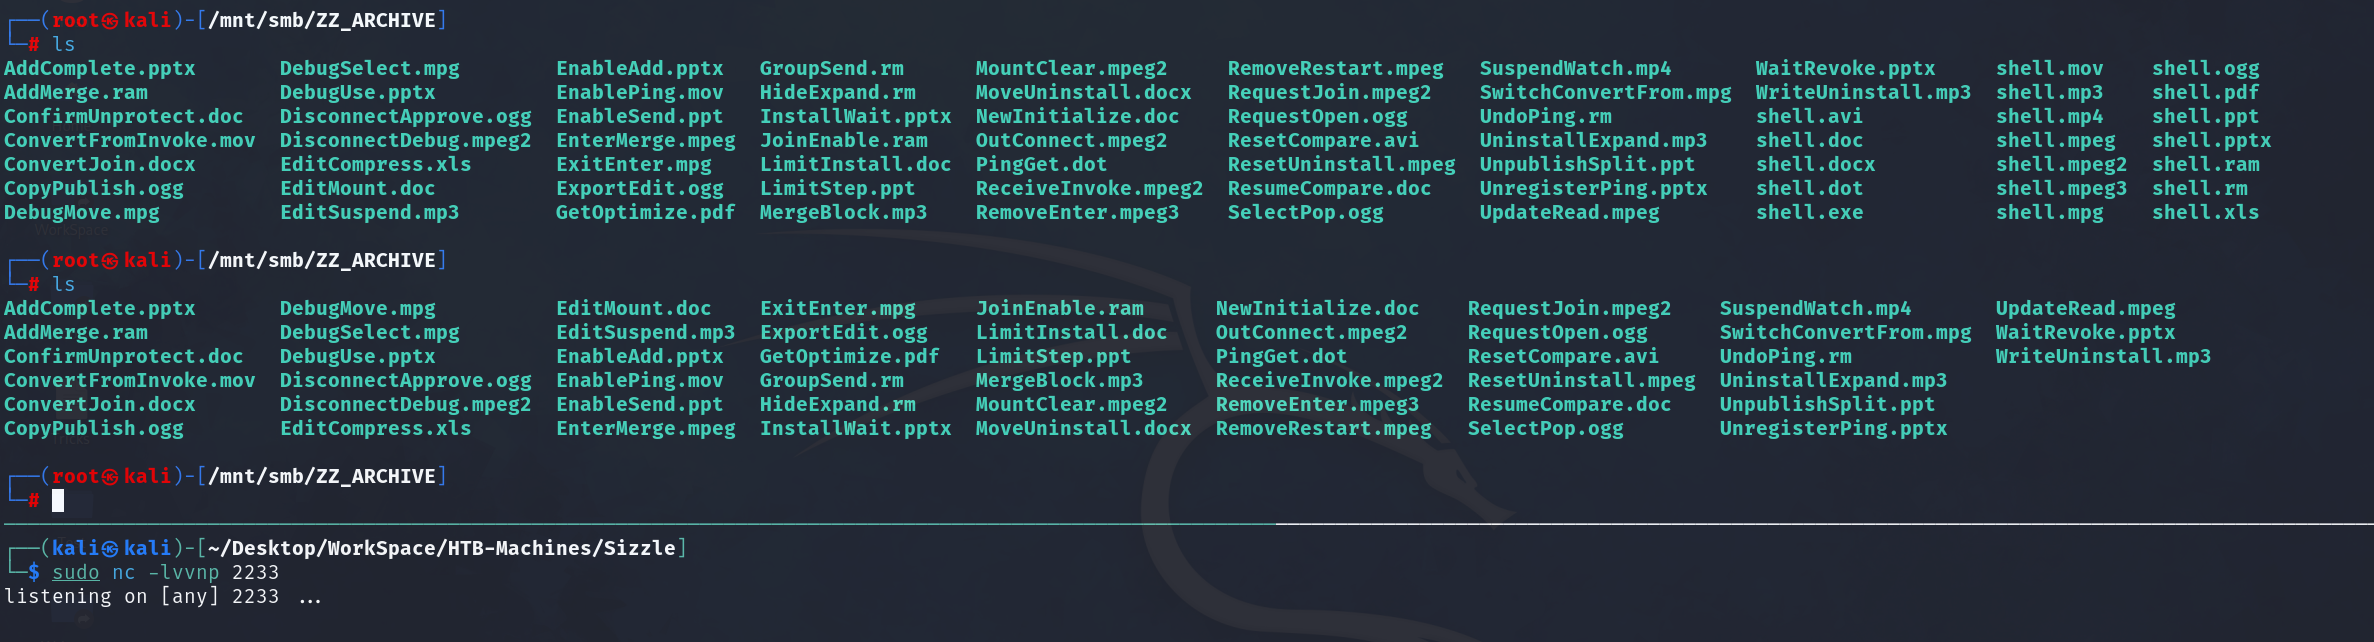 ┌──(root㉿kali)-[/mnt/smb/ZZ_ARCHIVE]
└─# ls
AddComplete.pptx DebugSelect.mpg EnableAdd.pptx GroupSend.rm MountClear.mpeg2 RemoveRestart.mpeg SuspendWatch.mp4 WaitRevoke.pptx shell.mov shell.ogg
AddMerge.ram DebugUse.pptx EnablePing.mov HideExpand.rm MoveUninstall.docx RequestJoin.mpeg2 SwitchConvertFrom.mpg WriteUninstall.mp3 shell.mp3 shell.pdf
ConfirmUnprotect.doc DisconnectApprove.ogg EnableSend.ppt InstallWait.pptx NewInitialize.doc RequestOpen.ogg UndoPing.rm shell.avi shell.mp4 shell.ppt
ConvertFromInvoke.mov DisconnectDebug.mpeg2 EnterMerge.mpeg JoinEnable.ram OutConnect.mpeg2 ResetCompare.avi UninstallExpand.mp3 shell.doc shell.mpeg shell.pptx
ConvertJoin.docx EditCompress.xls ExitEnter.mpg LimitInstall.doc PingGet.dot ResetUninstall.mpeg UnpublishSplit.ppt shell.docx shell.mpeg2 shell.ram
CopyPublish.ogg EditMount.doc ExportEdit.ogg LimitStep.ppt ReceiveInvoke.mpeg2 ResumeCompare.doc UnregisterPing.pptx shell.dot shell.mpeg3 shell.rm
DebugMove.mpg EditSuspend.mp3 GetOptimize.pdf MergeBlock.mp3 RemoveEnter.mpeg3 SelectPop.ogg UpdateRead.mpeg shell.exe shell.mpg shell.xls
WorkSpace
┌──(root㉿kali)-[/mnt/smb/ZZ_ARCHIVE]
└─# ls
AddComplete.pptx DebugMove.mpg EditMount.doc ExitEnter.mpg JoinEnable.ram NewInitialize.doc RequestJoin.mpeg2 SuspendWatch.mp4 UpdateRead.mpeg
AddMerge.ram DebugSelect.mpg EditSuspend.mp3 ExportEdit.ogg LimitInstall.doc OutConnect.mpeg2 RequestOpen.ogg SwitchConvertFrom.mpg WaitRevoke.pptx
ConfirmUnprotect.doc DebugUse.pptx EnableAdd.pptx GetOptimize.pdf LimitStep.ppt PingGet.dot ResetCompare.avi UndoPing.rm WriteUninstall.mp3
ConvertFromInvoke.mov DisconnectApprove.ogg EnablePing.mov GroupSend.rm MergeBlock.mp3 ReceiveInvoke.mpeg2 ResetUninstall.mpeg UninstallExpand.mp3
ConvertJoin.docx DisconnectDebug.mpeg2 EnableSend.ppt HideExpand.rm MountClear.mpeg2 RemoveEnter.mpeg3 ResumeCompare.doc UnpublishSplit.ppt
CopyPublish.ogg EditCompress.xls EnterMerge.mpeg InstallWait.pptx MoveUninstall.docx RemoveRestart.mpeg SelectPop.ogg UnregisterPing.pptx
┌──(root㉿kali)-[/mnt/smb/ZZ_ARCHIVE]
└─#
┌──(kali㉿kali)-[~/Desktop/WorkSpace/HTB-Machines/Sizzle]
└─$ sudo nc -lvvnp 2233
listening on [any] 2233 ...